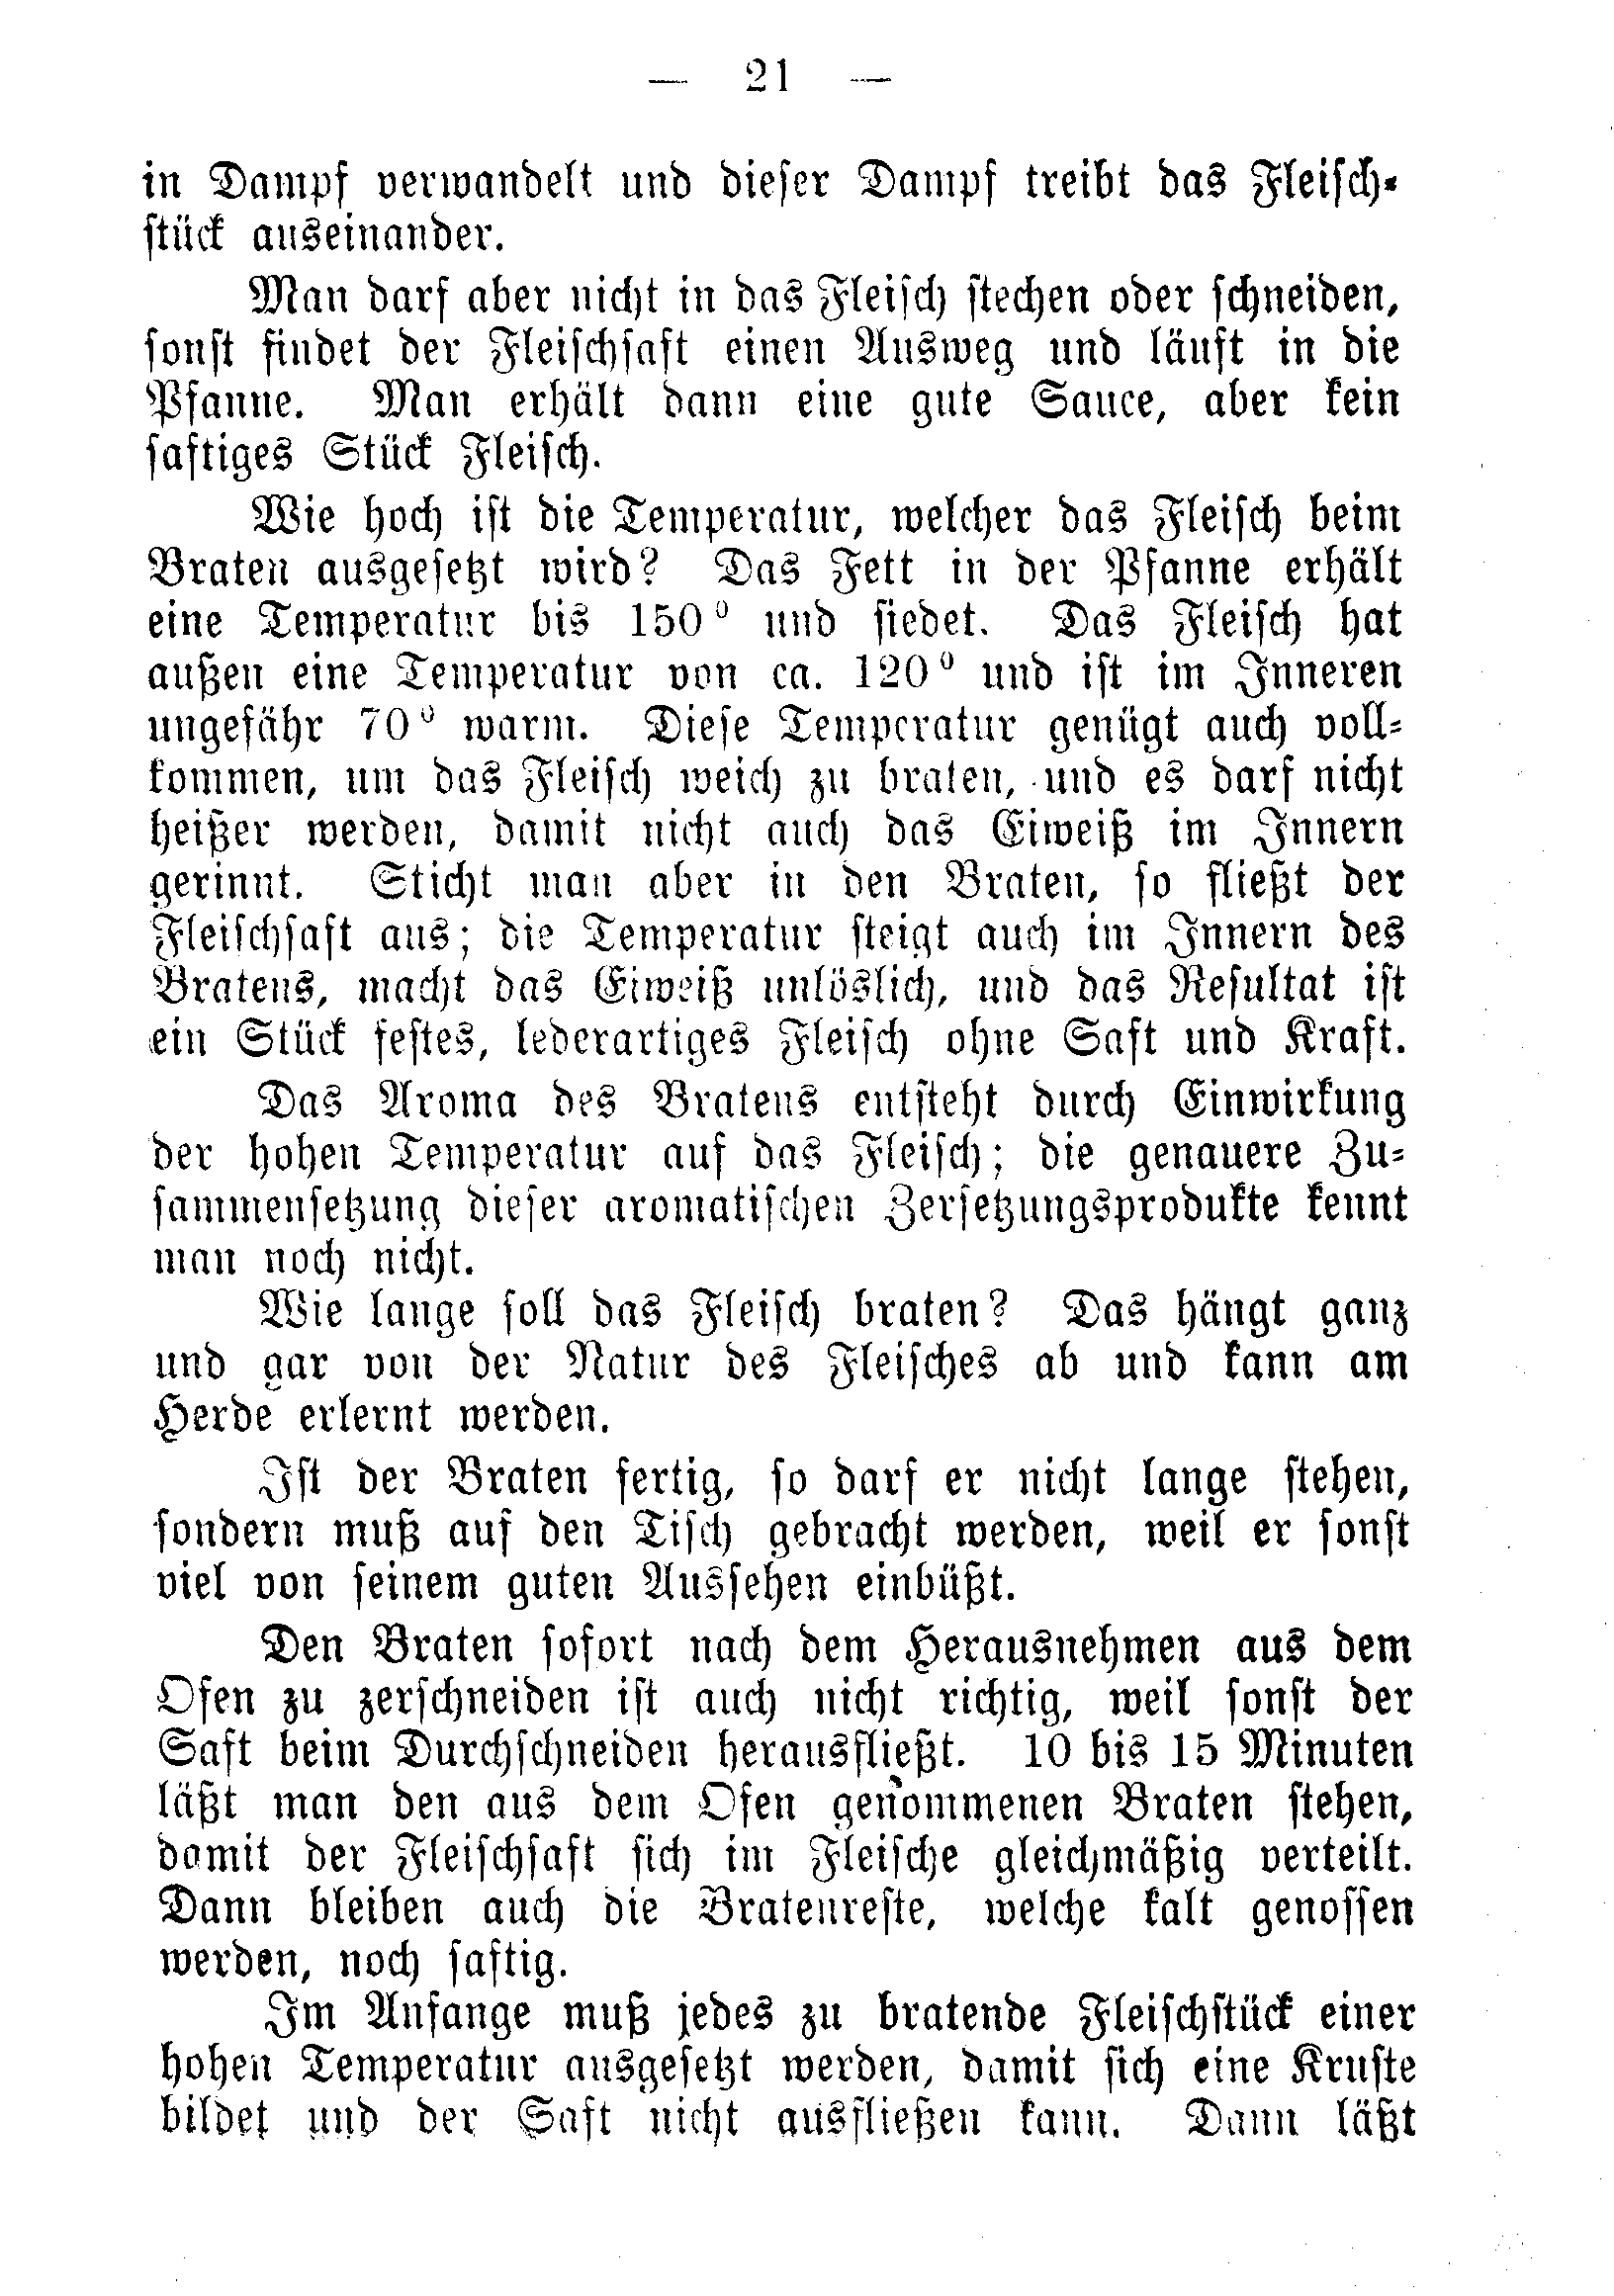 — 21 —
in Dampf verwandelt und dieser Dampf treibt das Fleisch-
stück auseinander.
Man darf aber nicht in das Fleisch stechen oder schneiden,
sonst findet der Fleischsaft einen Ausweg und läuft in die
Pfanne. Man erhält dann eine gute Sauce, aber kein
saftiges Stück Fleisch.
Wie hoch ist die Temperatur, welcher das Fleisch beim
Braten ausgesetzt wird? Das Fett in der Pfanne erhält
eine Temperatur bis 150° und siedet. Das Fleisch hat
außen eine Temperatur von ca. 120° und ist im Inneren
ungefähr 70° warm. Diese Temperatur genügt auch voll-
kommen, um das Fleisch weich zu braten, und es darf nicht
heißer werden, damit nicht auch das Eiweiß im Innern
gerinnt. Sticht man aber in den Braten, so fließt der
Fleischsaft aus; die Temperatur steigt auch im Innern des
Bratens, macht das Eiweiß unlöslich, und das Resultat ist
ein Stück festes, lederartiges Fleisch ohne Saft und Kraft.
Das Aroma des Bratens entsteht durch Einwirkung
der hohen Temperatur auf das Fleisch; die genauere Zu-
sammensetzung dieser aromatischen Zersetzungsprodukte kennt
man noch nicht.
Wie lange soll das Fleisch braten? Das hängt ganz
und gar von der Natur des Fleisches ab und kann am
Herde erlernt werden.
Ist der Braten fertig, so darf er nicht lange stehen,
sondern muß auf den Tisch gebracht werden, weil er sonst
viel von seinem guten Aussehen einbüßt.
Den Braten sofort nach dem Herausnehmen aus dem
Ofen zu zerschneiden ist auch nicht richtig, weil sonst der
Saft beim Durchschneiden herausfließt. 10 bis 15 Minuten
läßt man den aus dem Ofen genommenen Braten stehen,
damit der Fleischsaft sich im Fleische gleichmäßig verteilt.
Dann bleiben auch die Bratenreste, welche kalt genossen
werden, noch saftig.
Im Anfange muß jedes zu bratende Fleischstück einer
hohen Temperatur ausgesetzt werden, damit sich eine Kruste
bildet und der Saft nicht ausfließen kann. Dann läßt